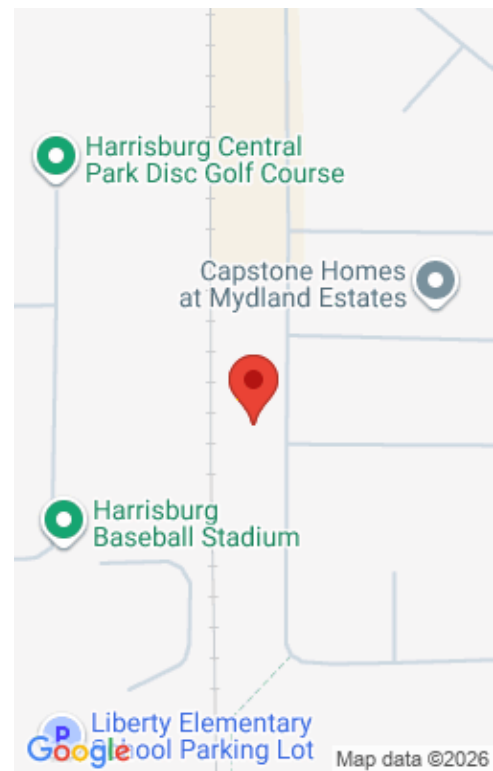 Harrisburg Central
Park Disc Golf Course
Capstone Homes
at Mydland Estates
Harrisburg
Baseball Stadium
P
Liberty Elementary
School Parking Lot
Google
Map data ©2026